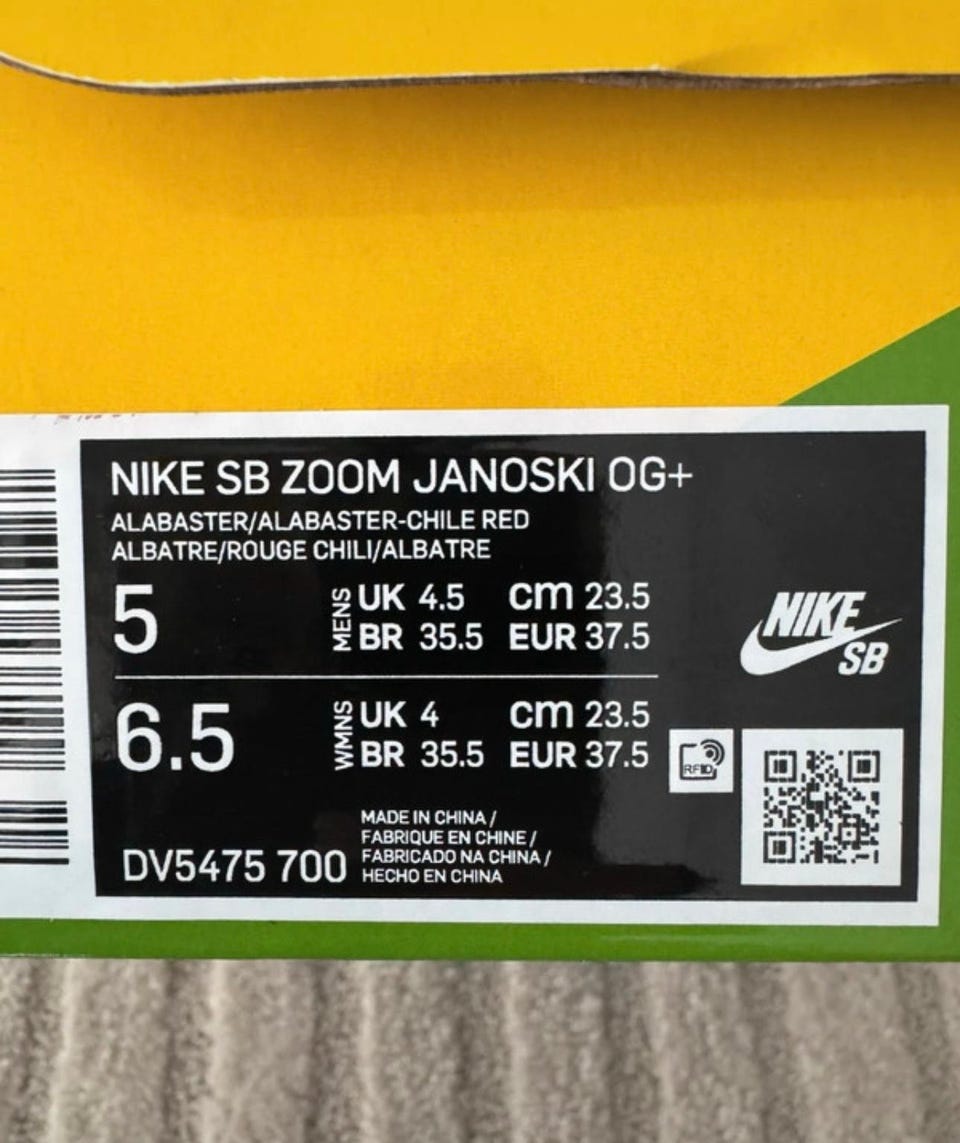 NIKE SB ZOOM JANOSKI OG+
ALABASTER/ALABASTER-CHILE RED
ALBATRE/ROUGE CHILI/ALBATRE
5 MENS UK 4.5 cm 23.5
BR 35.5 EUR 37.5
NIKE
SB
6.5 WMNS UK 4 cm 23.5
BR 35.5 EUR 37.5
RFID
MADE IN CHINA /
FABRIQUE EN CHINE /
FABRICADO NA CHINA /
HECHO EN CHINA
DV5475 700